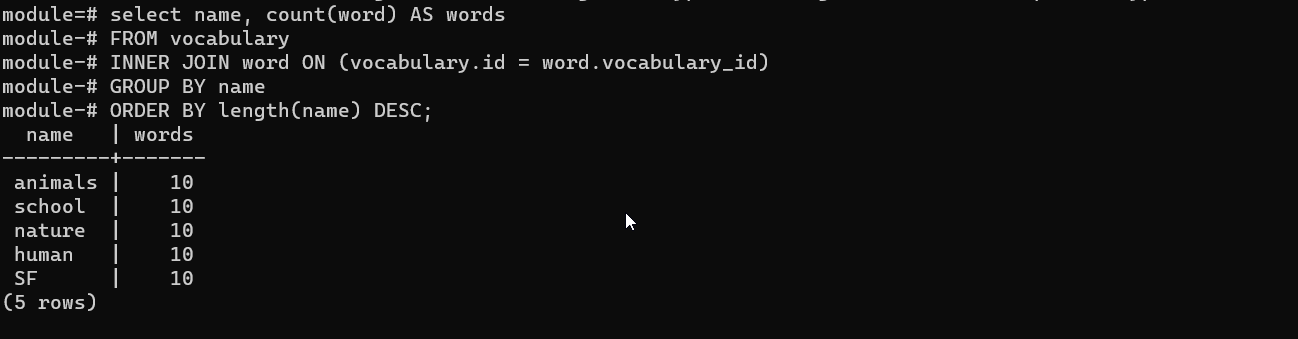 module=# select name, count(word) AS words
module-# FROM vocabulary
module-# INNER JOIN word ON (vocabulary.id = word.vocabulary_id)
module-# GROUP BY name
module-# ORDER BY length(name) DESC;
  name   | words
---------+-------
 animals |    10
 school  |    10
 nature  |    10
 human   |    10
 SF      |    10
(5 rows)